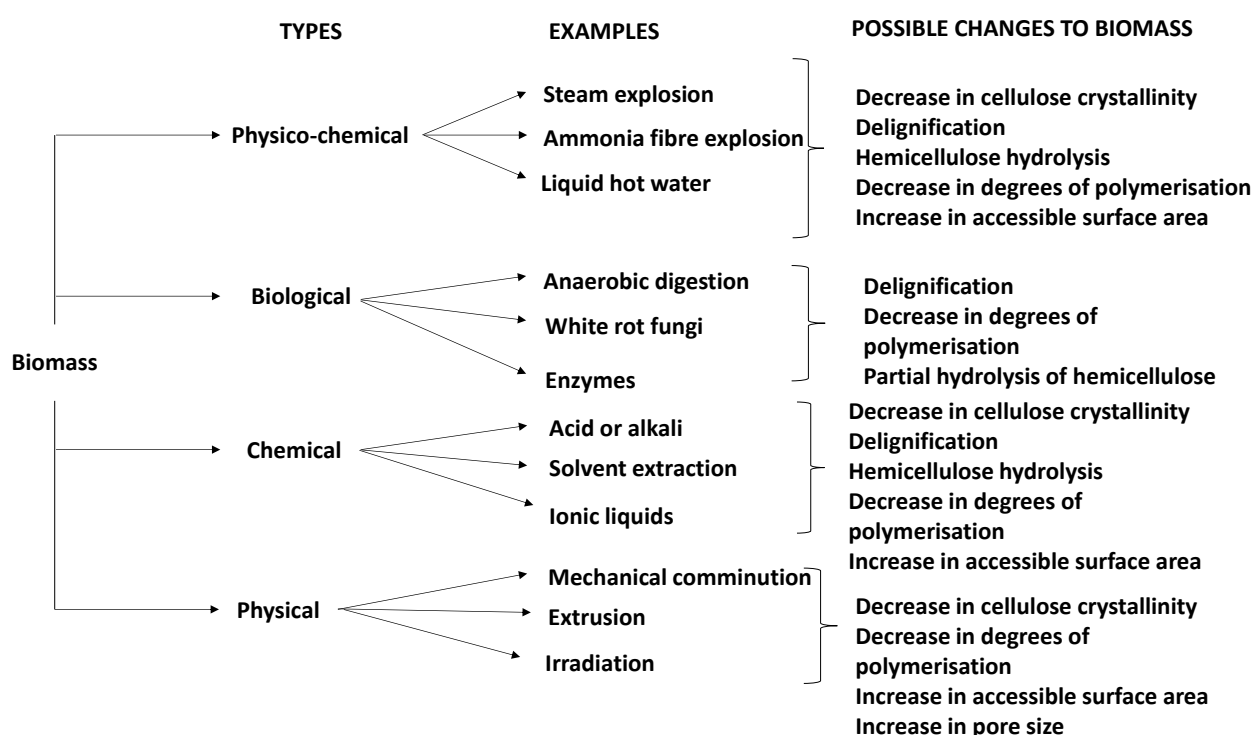 TYPES
EXAMPLES
POSSIBLE CHANGES TO BIOMASS
Biomass
Physico-chemical
Steam explosion
Ammonia fibre explosion
Liquid hot water
Decrease in cellulose crystallinity
Delignification
Hemicellulose hydrolysis
Decrease in degrees of polymerisation
Increase in accessible surface area
Biological
Anaerobic digestion
White rot fungi
Enzymes
Delignification
Decrease in degrees of
polymerisation
Partial hydrolysis of hemicellulose
Chemical
Acid or alkali
Solvent extraction
Ionic liquids
Decrease in cellulose crystallinity
Delignification
Hemicellulose hydrolysis
Decrease in degrees of
polymerisation
Increase in accessible surface area
Physical
Mechanical comminution
Extrusion
Irradiation
Decrease in cellulose crystallinity
Decrease in degrees of
polymerisation
Increase in accessible surface area
Increase in pore size